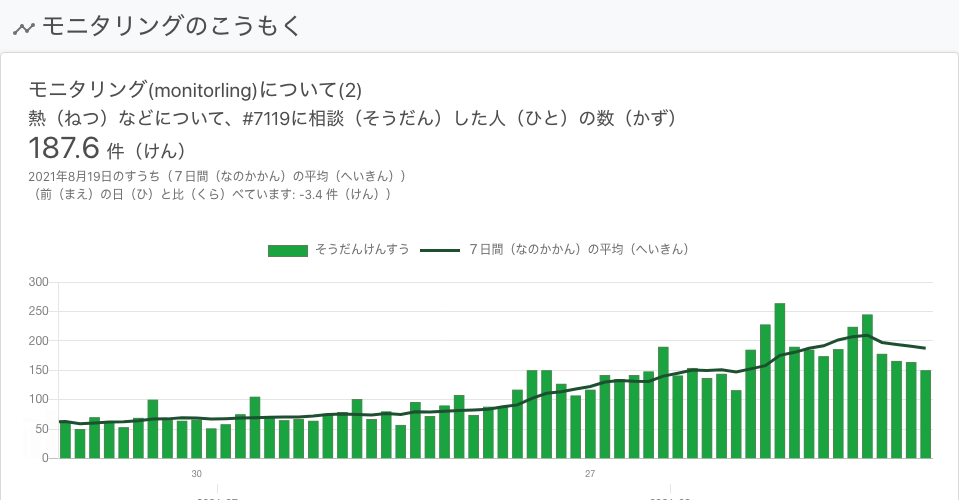 モニタリングのこうもく
モニタリング(monitorling)について(2)
熱（ねつ）などについて、#7119に相談（そうだん）した人（ひと）の数（かず）
187.6 件（けん）
2021年8月19日のすうち（７日間（なのかかん）の平均（へいきん））
（前（まえ）の日（ひ）と比（くら）べています: -3.4 件（けん））
そうだんけんすう ７日間（なのかかん）の平均（へいきん）
300
250
200
150
100
50
0
30 27